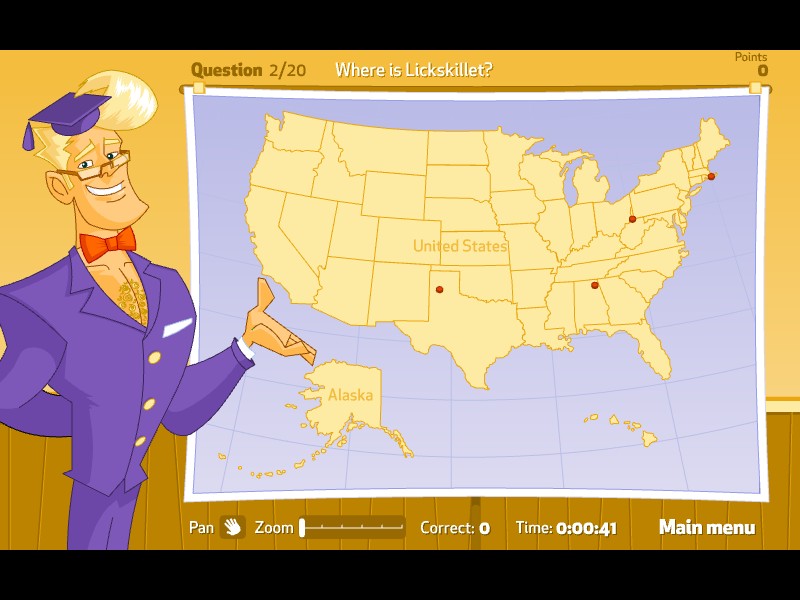 Points
Question 2/20 Where is Lickskillet? 0
United States
Alaska
Pan Zoom Correct: 0 Time: 0:00:41 Main menu